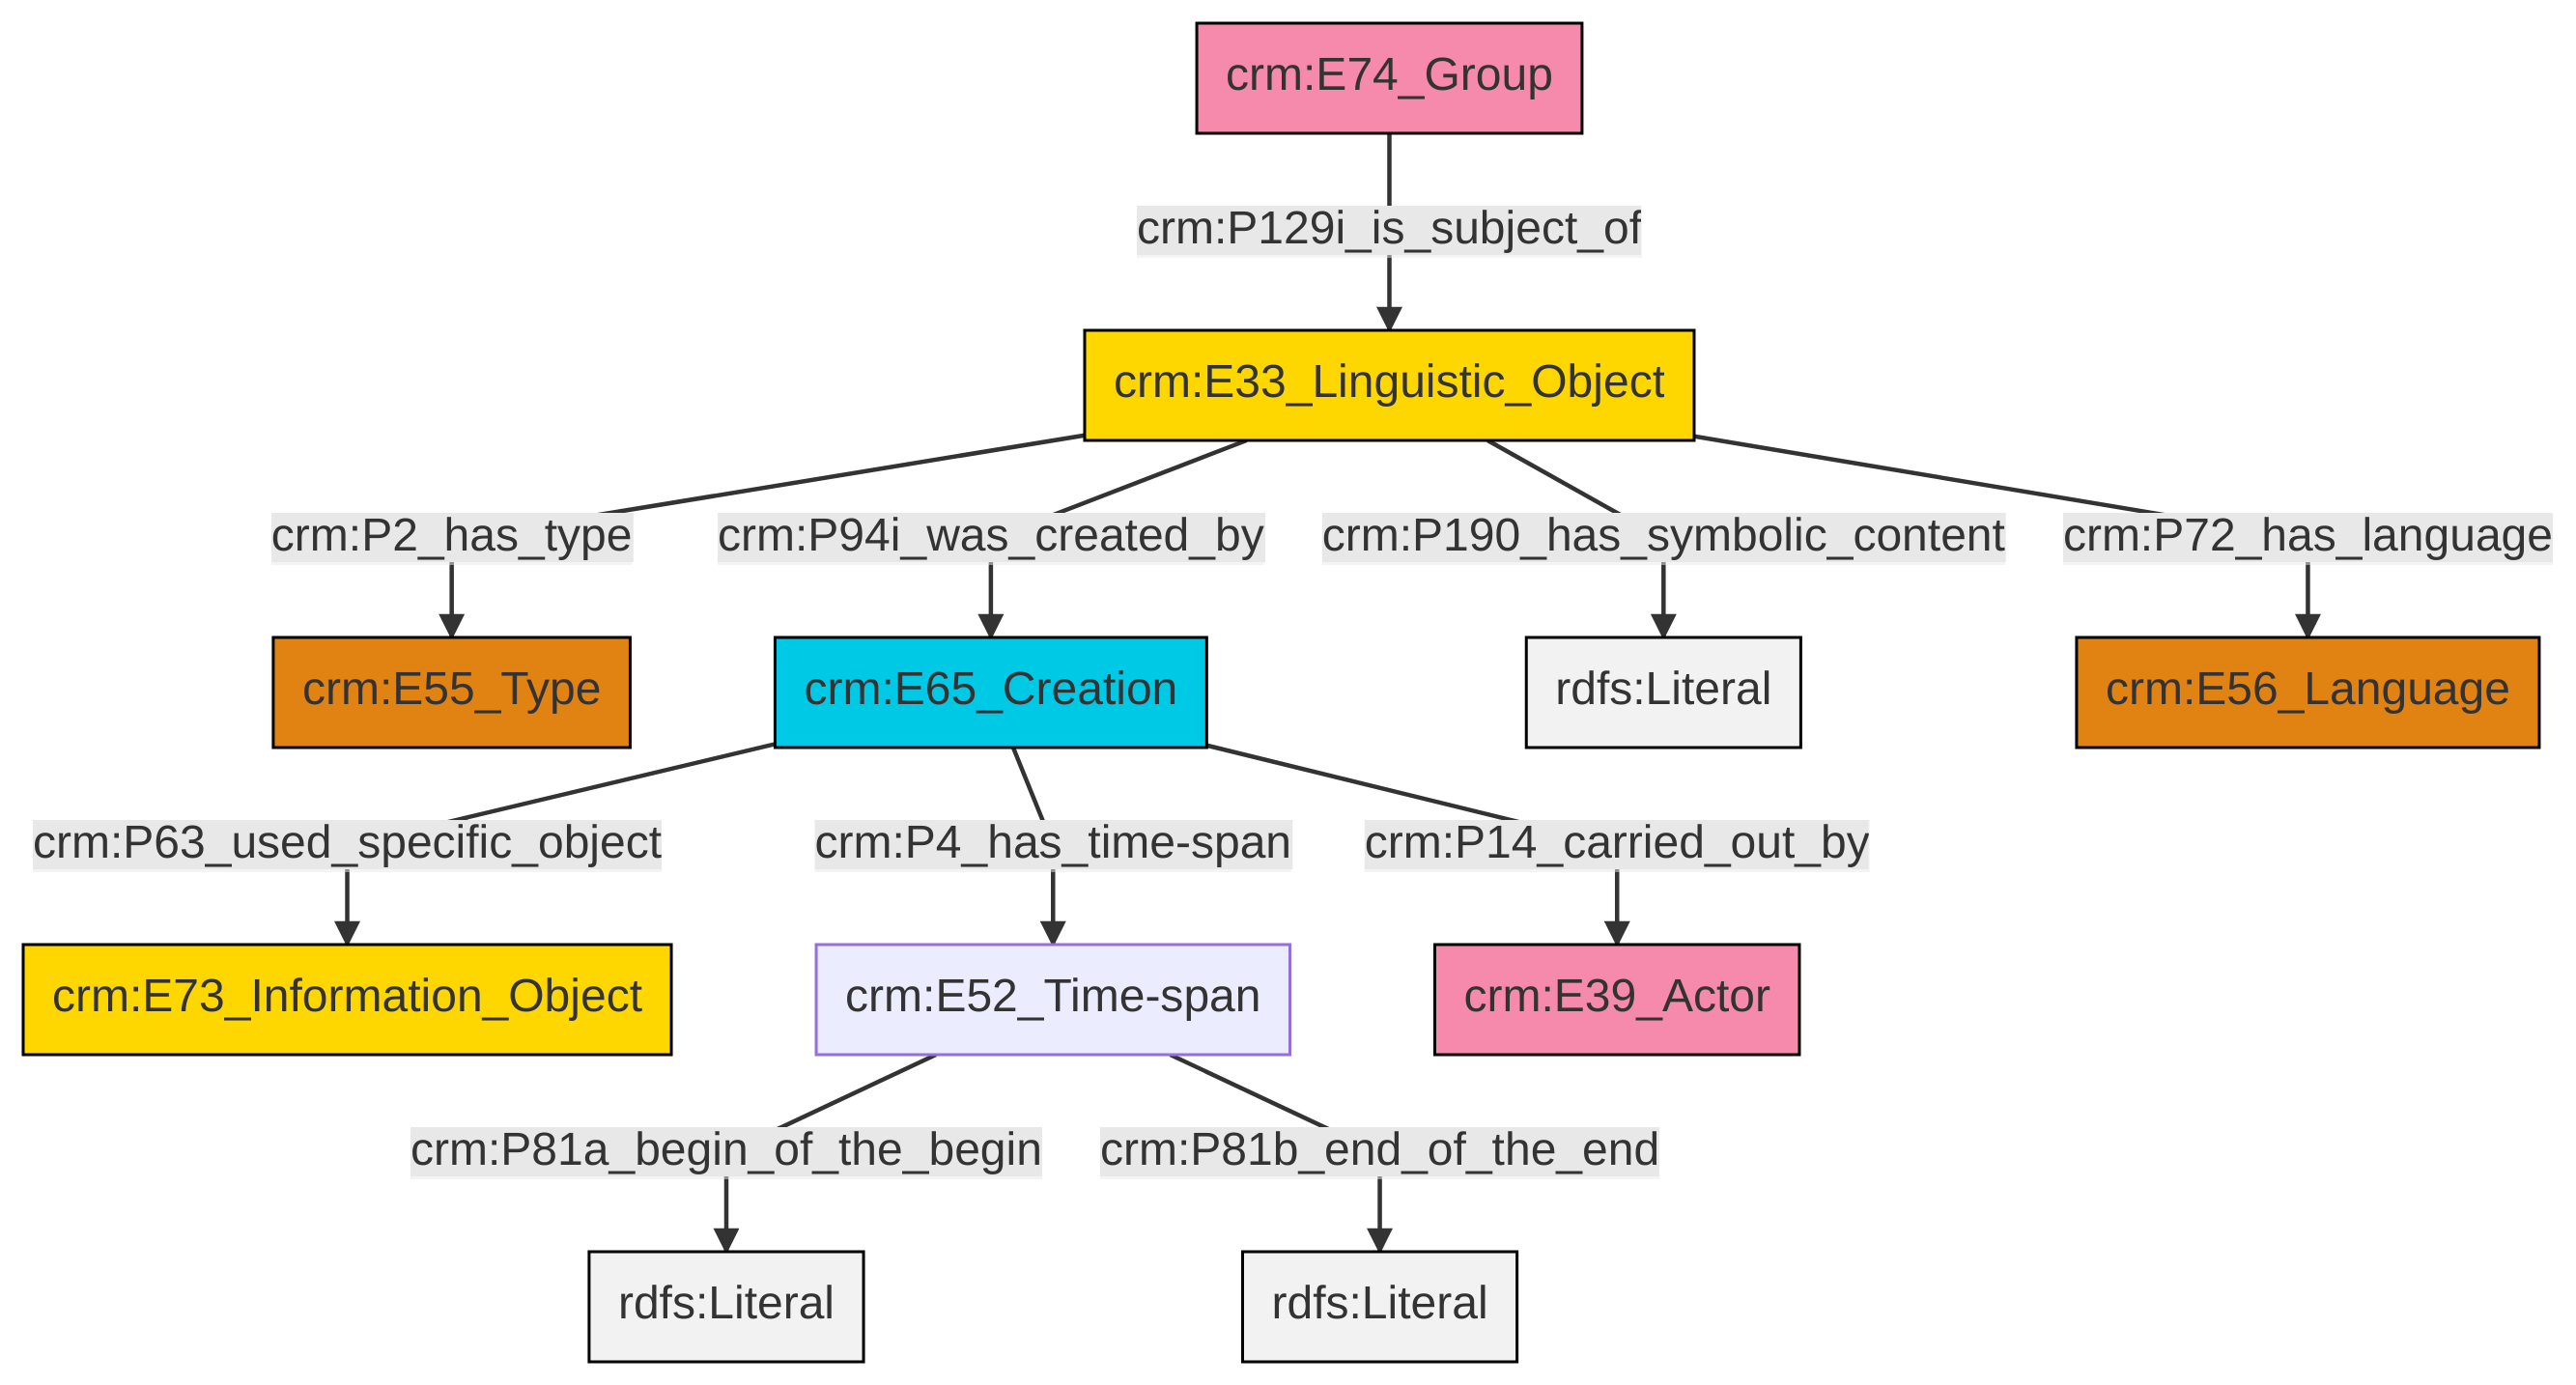 crm:E74_Group
crm:P129i_is_subject_of
crm:E33_Linguistic_Object
crm:P2_has_type
crm:P94i_was_created_by
crm:P190_has_symbolic_content
crm:P72_has_language
crm:E55_Type
crm:E65_Creation
rdfs:Literal
crm:E56_Language
crm:P63_used_specific_object
crm:P4_has_time-span
crm:P14_carried_out_by
crm:E73_Information_Object
crm:E52_Time-span
crm:E39_Actor
crm:P81a_begin_of_the_begin
crm:P81b_end_of_the_end
rdfs:Literal
rdfs:Literal